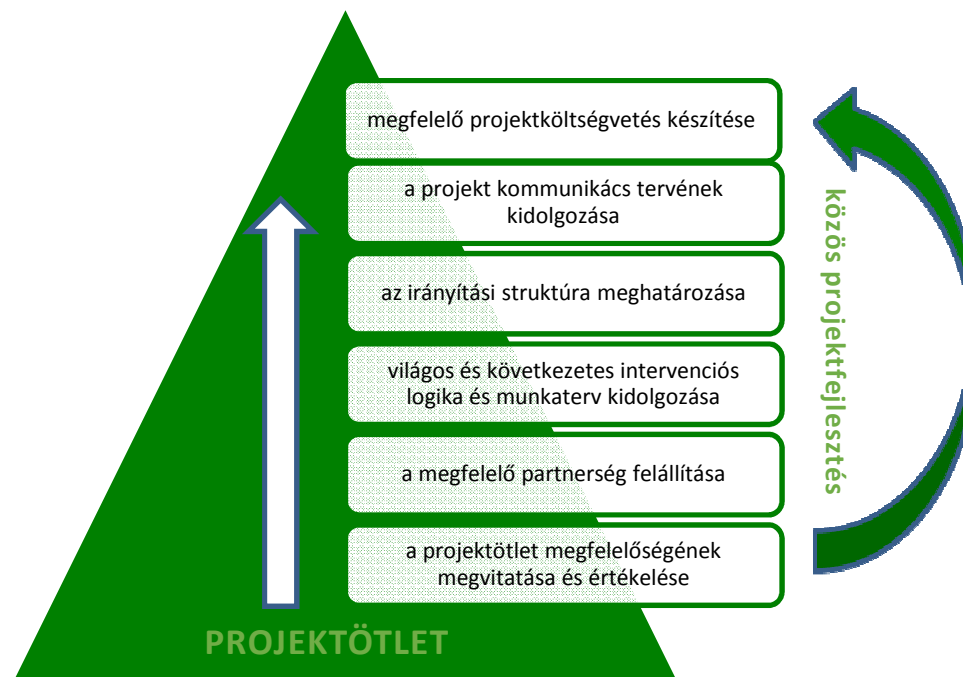 megfelelő projektköltségvetés készítése
a projekt kommunikács tervének
kidolgozása
az irányítási struktúra meghatározása
világos és következetes intervenciós
logika és munkaterv kidolgozása
a megfelelő partnerség felállítása
a projektötlet megfelelőségének
megvitatása és értékelése
PROJEKTÖTLET
közös projektfejlesztés